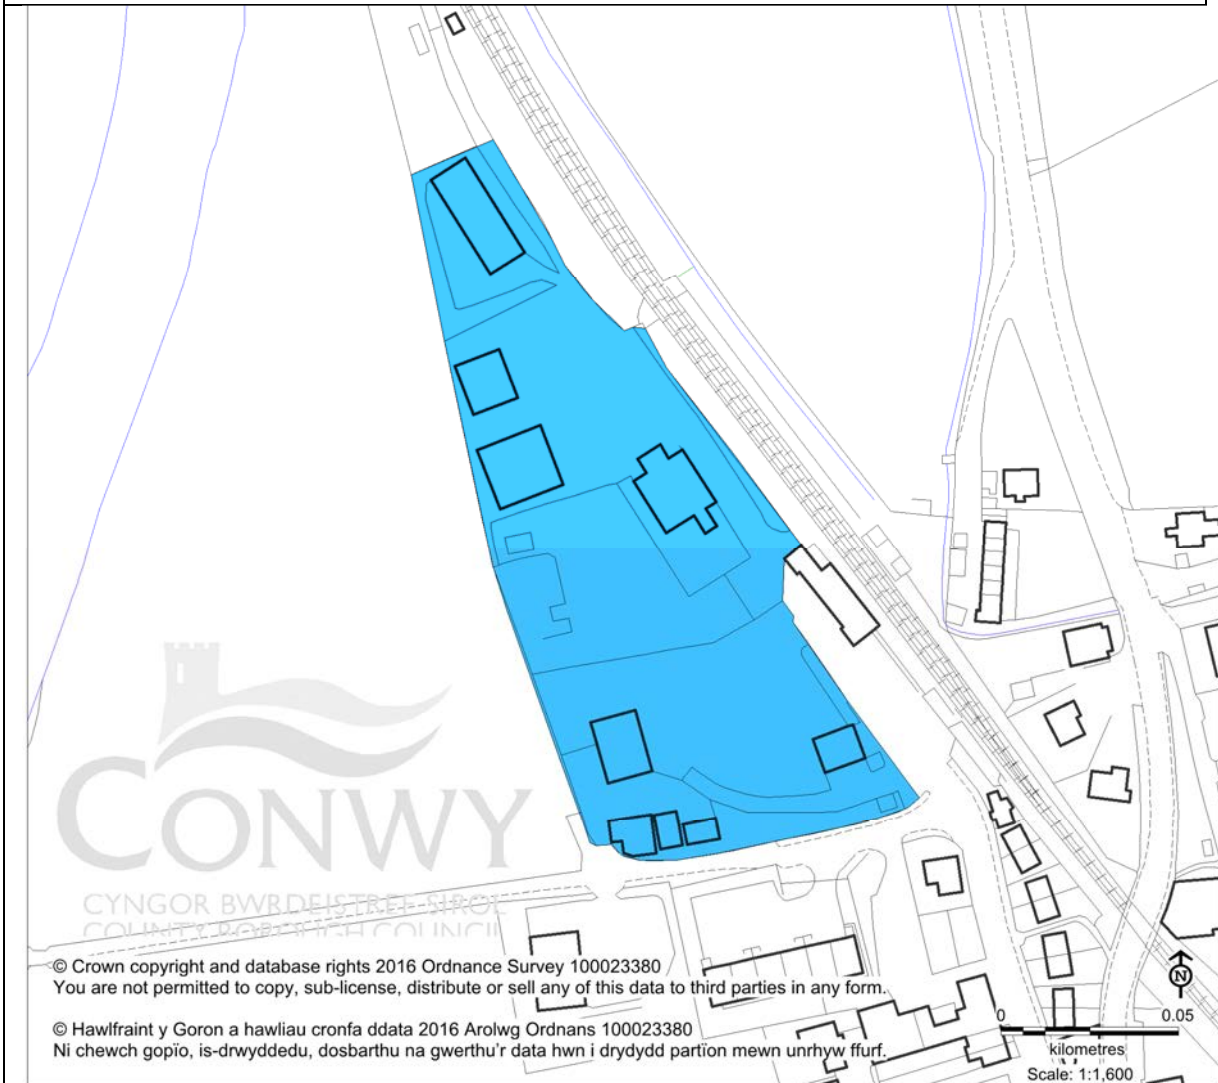 CONWY
CYNGOR BWRDEISTREF SIROL
COUNTY BOROUGH COUNCIL
© Crown copyright and database rights 2016 Ordnance Survey 100023380
You are not permitted to copy, sub-license, distribute or sell any of this data to third parties in any form.
© Hawlfraint y Goron a hawliau cronfa ddata 2016 Arolwg Ordnans 100023380
Ni chewch gopïo, is-drwyddedu, dosbarthu na gwerthu'r data hwn i drydydd partïon mewn unrhyw ffurf.
N
0 0.05
kilometres
Scale: 1:1,600